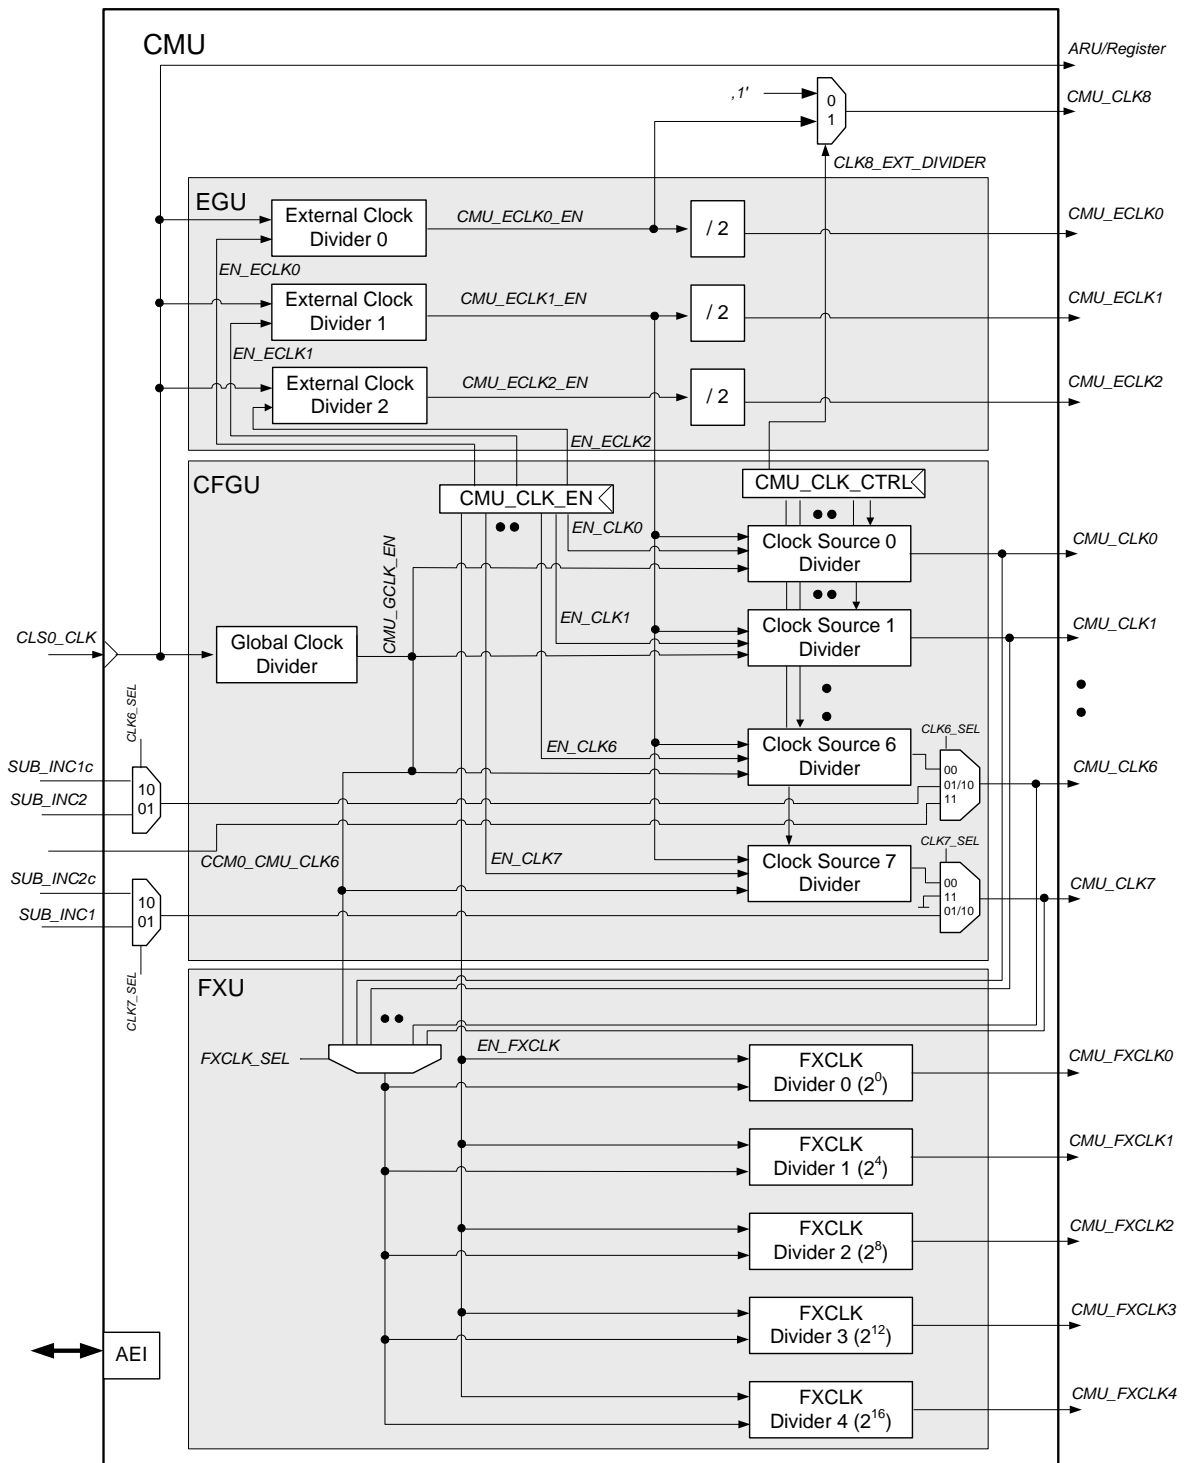 CMU
ARU/Register
‚1'
0
1
CMU_CLK8
CLK8_EXT_DIVIDER
EGU
External Clock
Divider 0
CMU_ECLK0_EN
/ 2
CMU_ECLK0
EN_ECLK0
External Clock
Divider 1
CMU_ECLK1_EN
/ 2
CMU_ECLK1
EN_ECLK1
External Clock
Divider 2
CMU_ECLK2_EN
/ 2
CMU_ECLK2
EN_ECLK2
CFGU
CMU_CLK_EN
CMU_CLK_CTRL
EN_CLK0
Clock Source 0
Divider
CMU_CLK0
CMU_GCLK_EN
EN_CLK1
Clock Source 1
Divider
CMU_CLK1
CLS0_CLK
Global Clock
Divider
CLK6_SEL
CLK6_SEL
EN_CLK6
Clock Source 6
Divider
00
01/10
11
CMU_CLK6
SUB_INC1c
SUB_INC2
10
01
CCM0_CMU_CLK6
CLK7_SEL
EN_CLK7
Clock Source 7
Divider
00
11
01/10
CMU_CLK7
SUB_INC2c
SUB_INC1
10
01
CLK7_SEL
FXU
FXCLK_SEL
EN_FXCLK
FXCLK
Divider 0 (2⁰)
CMU_FXCLK0
FXCLK
Divider 1 (2⁴)
CMU_FXCLK1
FXCLK
Divider 2 (2⁸)
CMU_FXCLK2
FXCLK
Divider 3 (2¹²)
CMU_FXCLK3
AEI
FXCLK
Divider 4 (2¹⁶)
CMU_FXCLK4